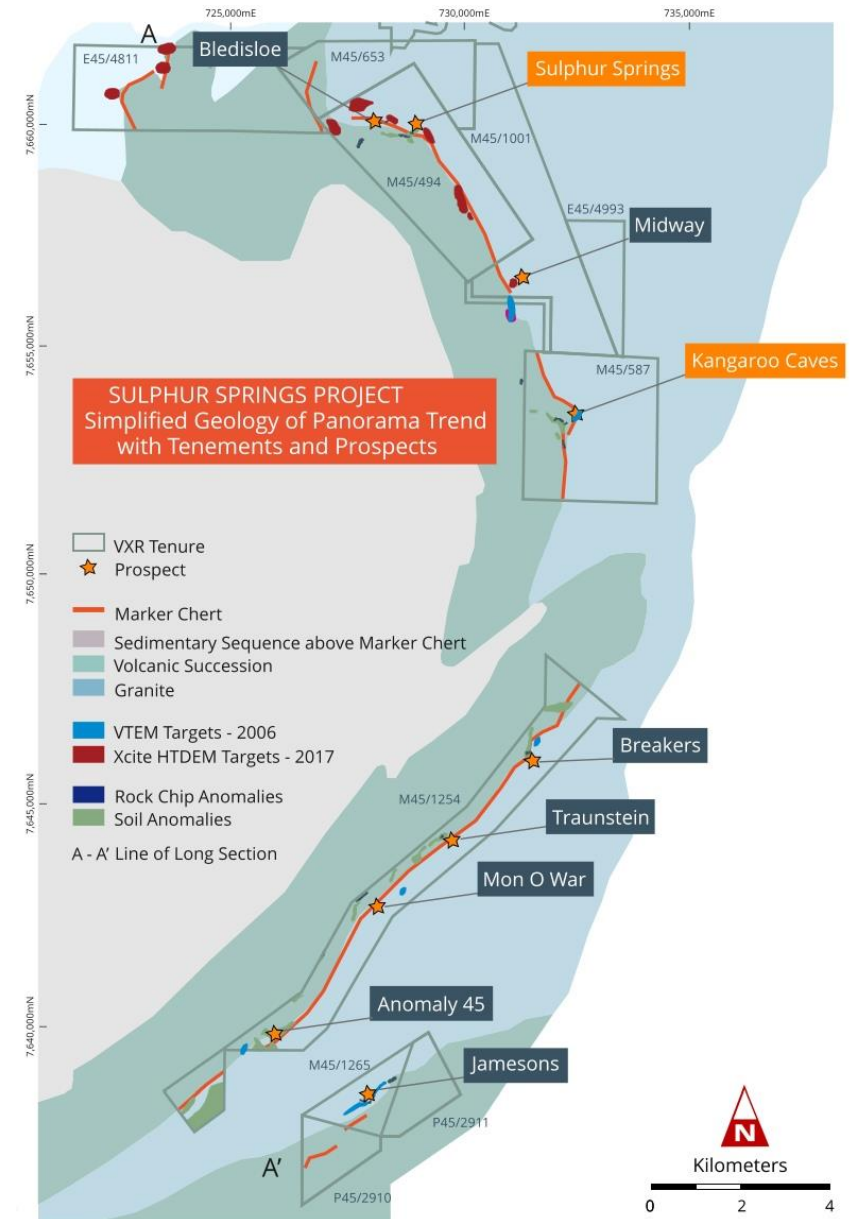 725,000mE
730,000mE
735,000mE
A
Bledisloe
E45/4811
M45/653
Sulphur Springs
7,660,000mN
M45/1001
M45/494
E45/4993
Midway
7,655,000mN
Kangaroo Caves
M45/587
SULPHUR SPRINGS PROJECT
Simplified Geology of Panorama Trend
with Tenements and Prospects
VXR Tenure
Prospect
7,650,000mN
Marker Chert
Sedimentary Sequence above Marker Chert
Volcanic Succession
Granite
VTEM Targets - 2006
Xcite HTDEM Targets - 2017
Rock Chip Anomalies
Soil Anomalies
A - A' Line of Long Section
7,645,000mN
Breakers
M45/1254
Traunstein
Mon O War
Anomaly 45
7,640,000mN
M45/1265
Jamesons
P45/2911
A'
P45/2910
N
Kilometers
0 2 4